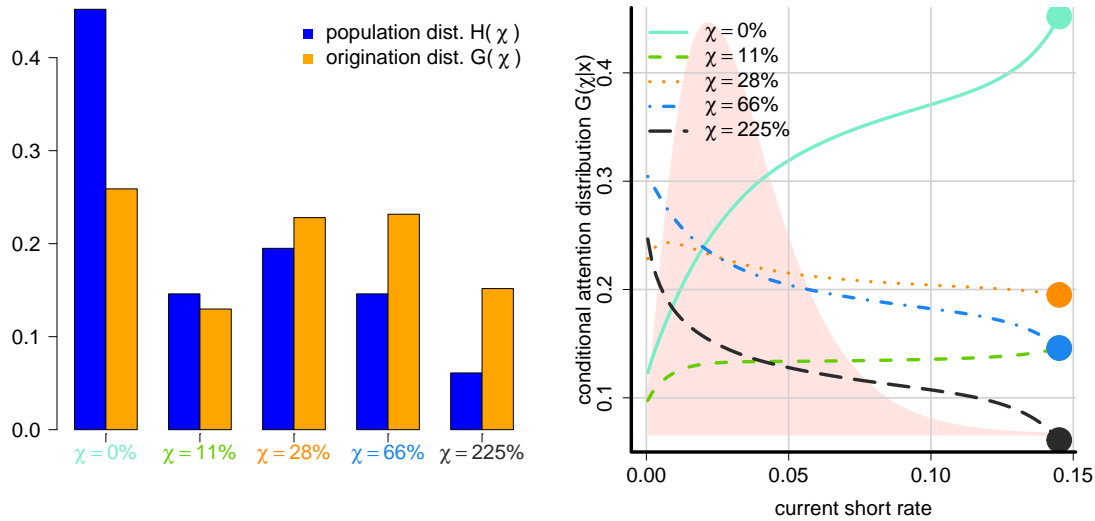 population dist. H( χ )
origination dist. G( χ )
0.4
0.3
0.2
0.1
0.0
χ = 0%
χ = 11%
χ = 28%
χ = 66%
χ = 225%
conditional attention distribution G(χ|x)
0.4
0.3
0.2
0.1
χ = 0%
χ = 11%
χ = 28%
χ = 66%
χ = 225%
0.00
0.05
0.10
0.15
current short rate